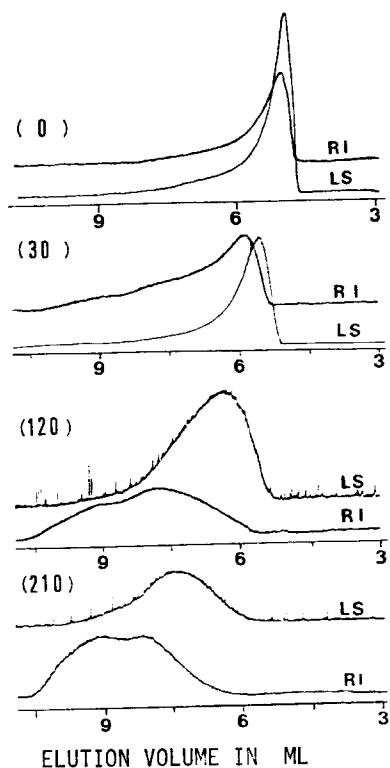 (0)
RI
LS
9 6 3
(30)
RI
LS
9 6 3
(120)
LS
RI
9 6 3
(210)
LS
RI
9 6 3
ELUTION VOLUME IN ML